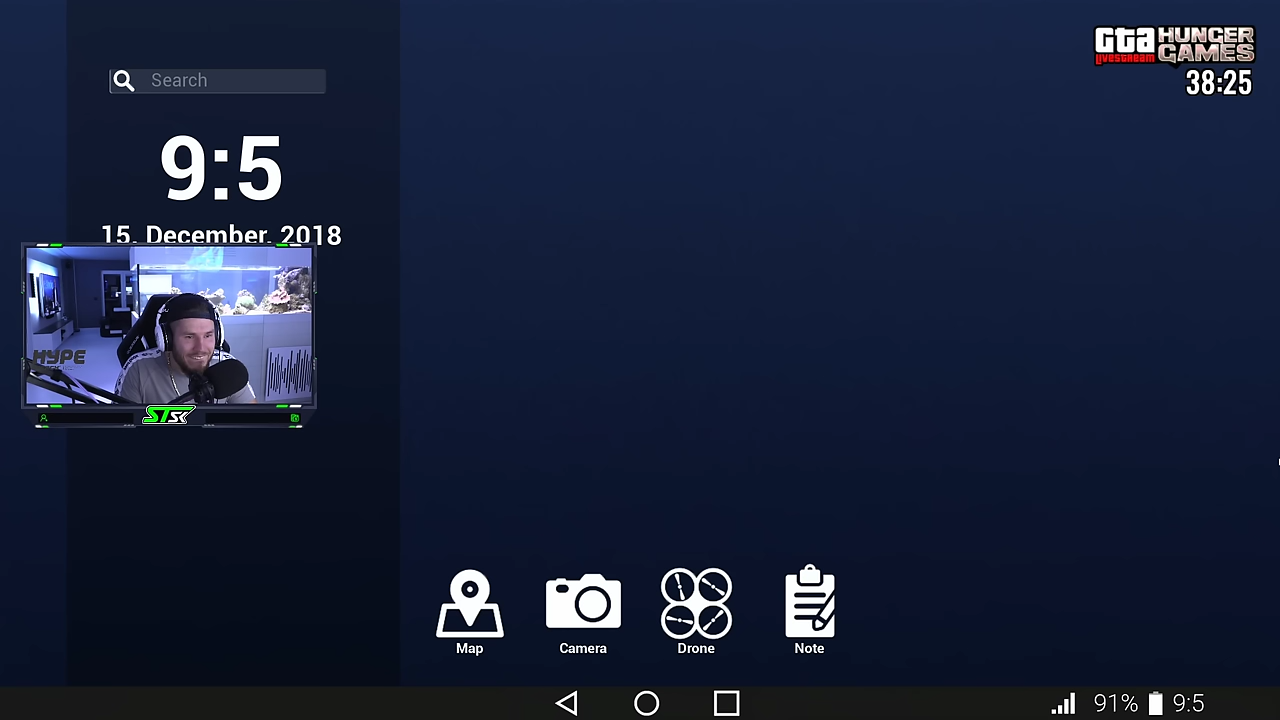 GTA HUNGER
LIVESTREAM GAMES
38:25
Search
9:5
15. December, 2018
HYPE
STSK
Map
Camera
Drone
Note
91%
9:5